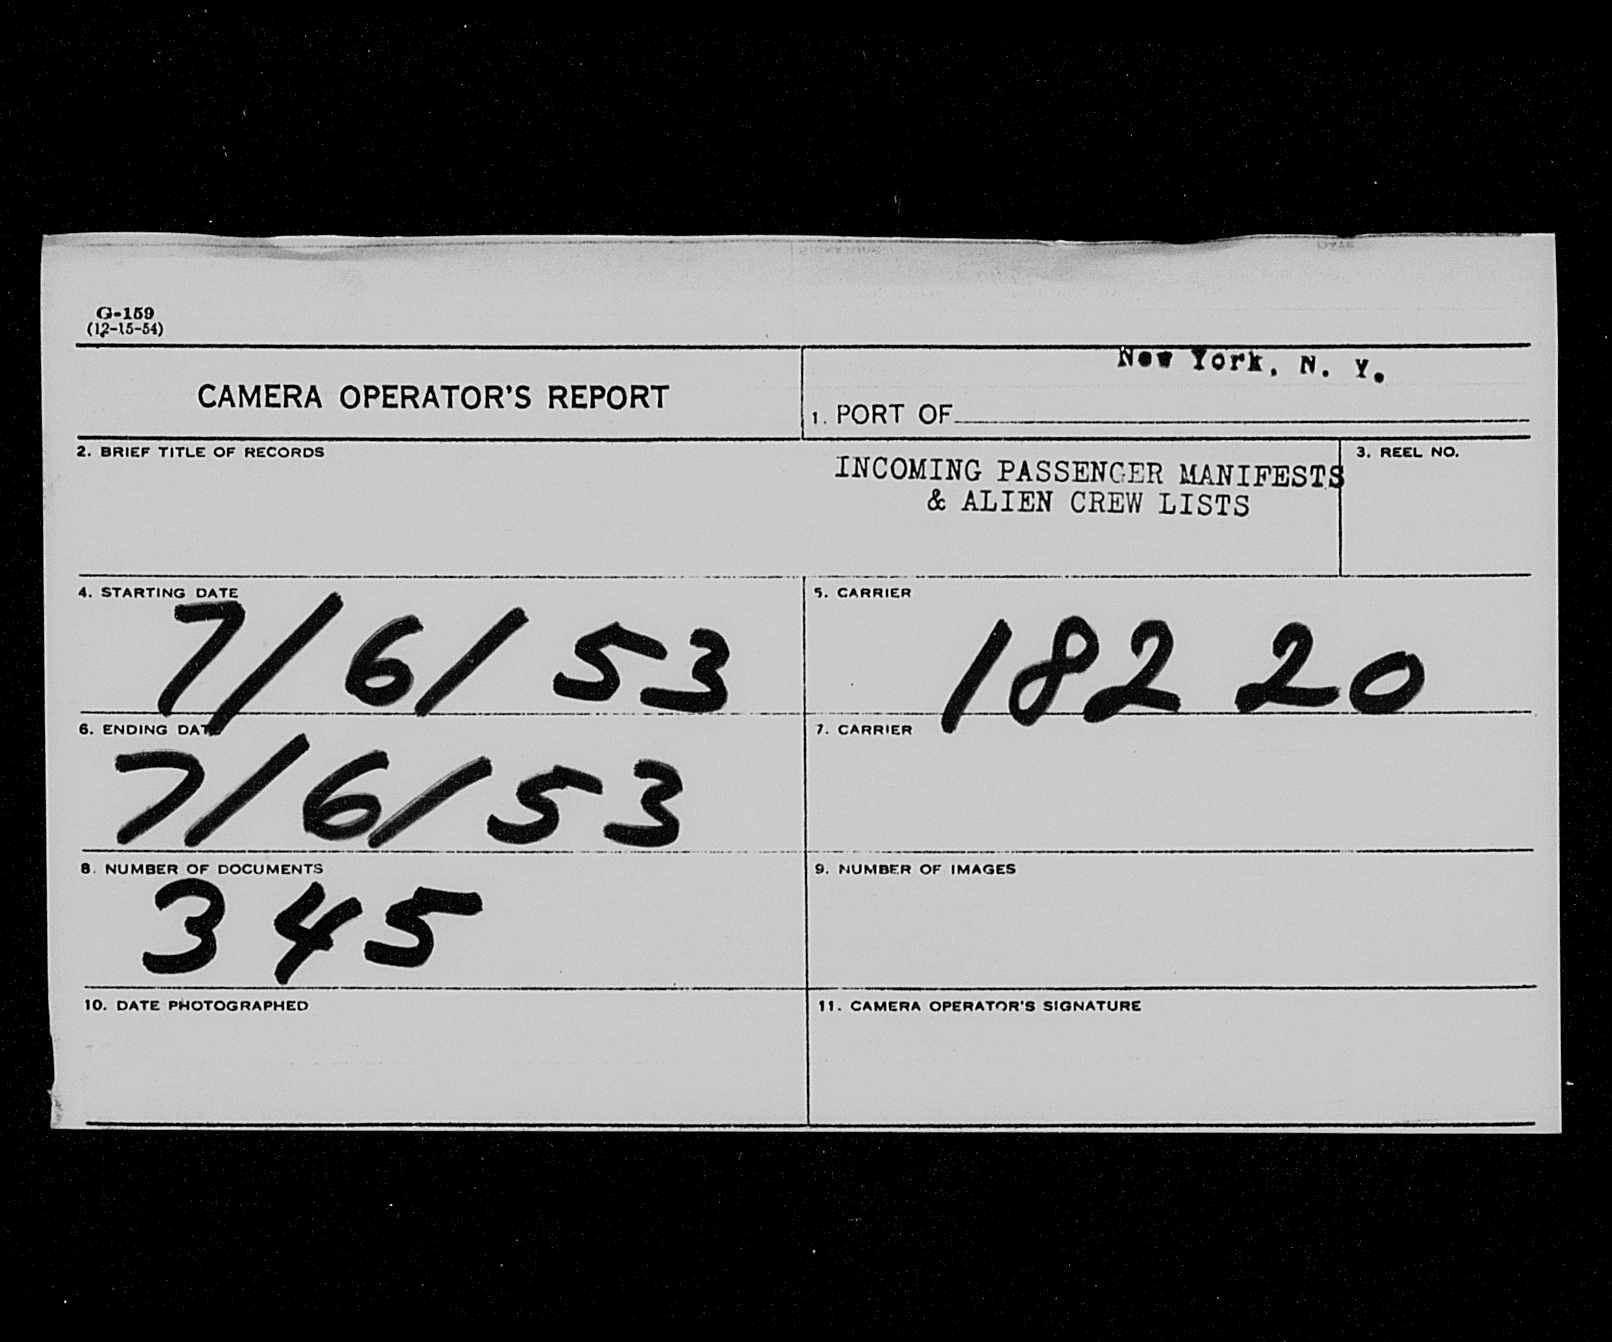 G-159
(12-15-54)
CAMERA OPERATOR'S REPORT
New York, N. Y.
1. PORT OF
2. BRIEF TITLE OF RECORDS
INCOMING PASSENGER MANIFESTS
& ALIEN CREW LISTS
3. REEL NO.
4. STARTING DATE
7/6/53
5. CARRIER
182 20
6. ENDING DATE
7/6/53
7. CARRIER
8. NUMBER OF DOCUMENTS
345
9. NUMBER OF IMAGES
10. DATE PHOTOGRAPHED
11. CAMERA OPERATOR'S SIGNATURE